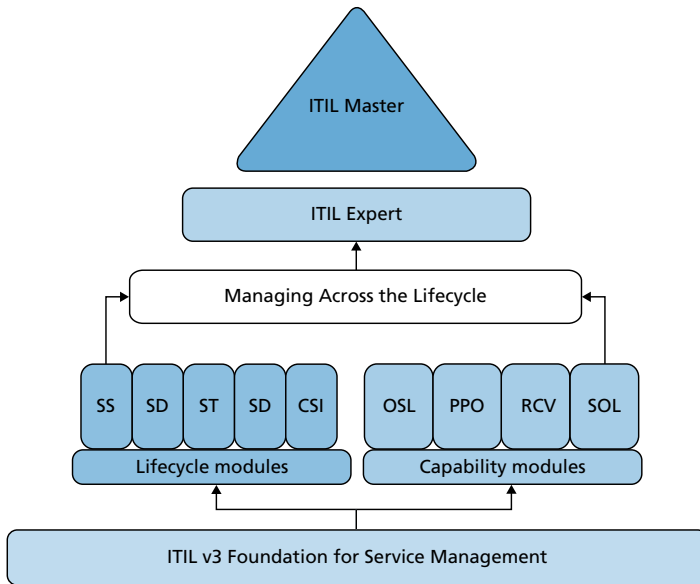 ITIL Master
ITIL Expert
Managing Across the Lifecycle
SS SD ST SD CSI
OSL PPO RCV SOL
Lifecycle modules
Capability modules
ITIL v3 Foundation for Service Management